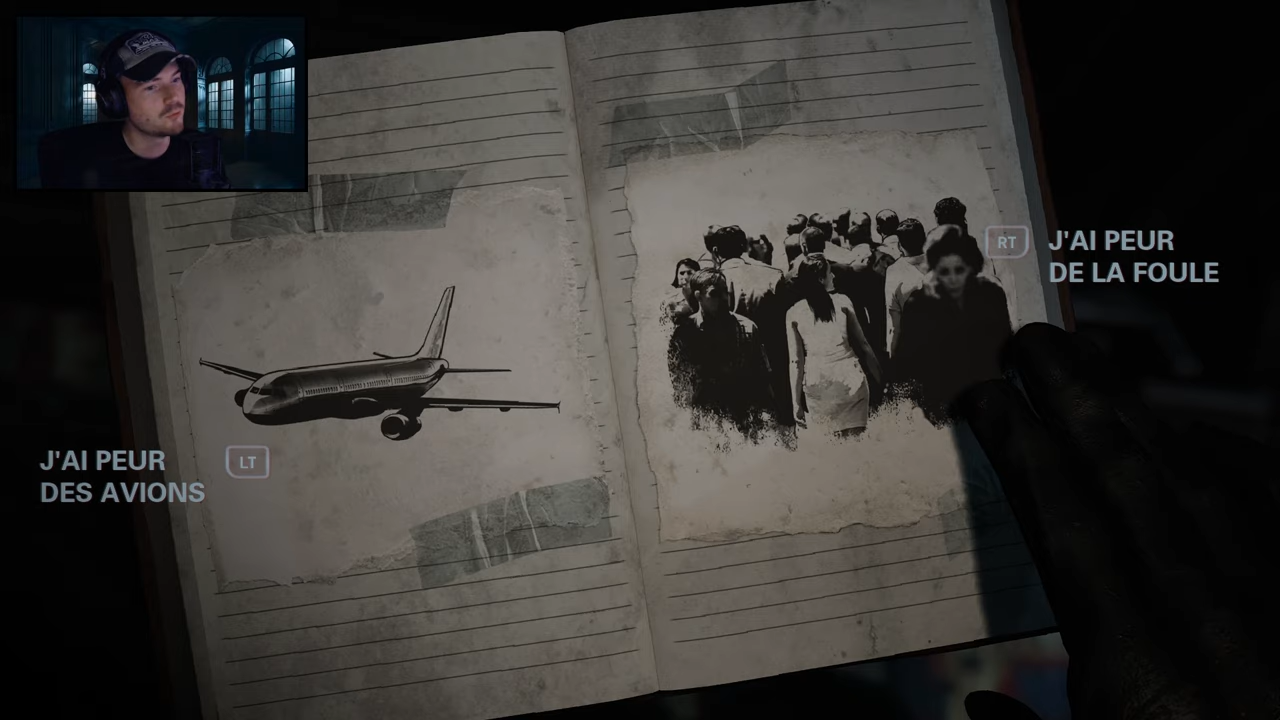 RT
J'AI PEUR
DE LA FOULE
J'AI PEUR
DES AVIONS
LT